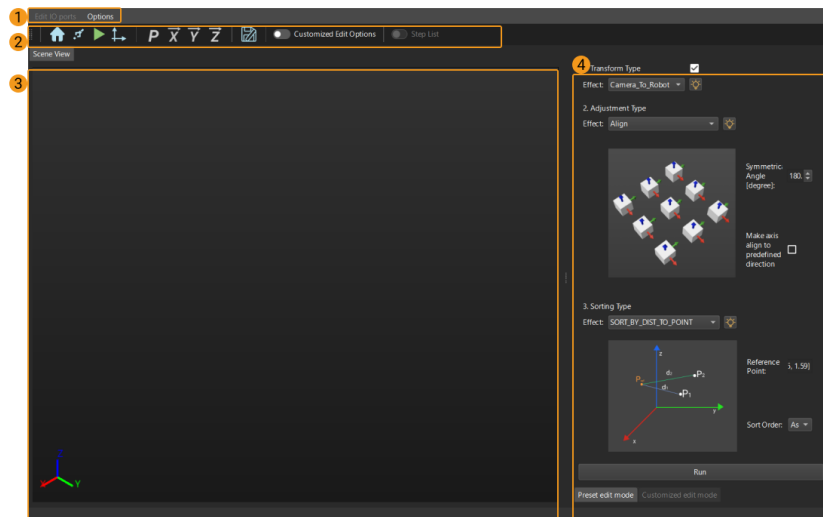 1
Edit IO ports Options
2
P X Y Z Customized Edit Options Step List
Scene View
3
4
Transform Type
Effect: Camera_To_Robot
2. Adjustment Type
Effect: Align
Symmetric
Angle 180.
[degree]:
Make axis
align to
predefined
direction
3. Sorting Type
Effect: SORT_BY_DIST_TO_POINT
z
P
d₂
P₂
d₁
P₁
y
x
Reference
Point: , 1.59]
Sort Order: As
Z
X Y
Run
Preset edit mode Customized edit mode